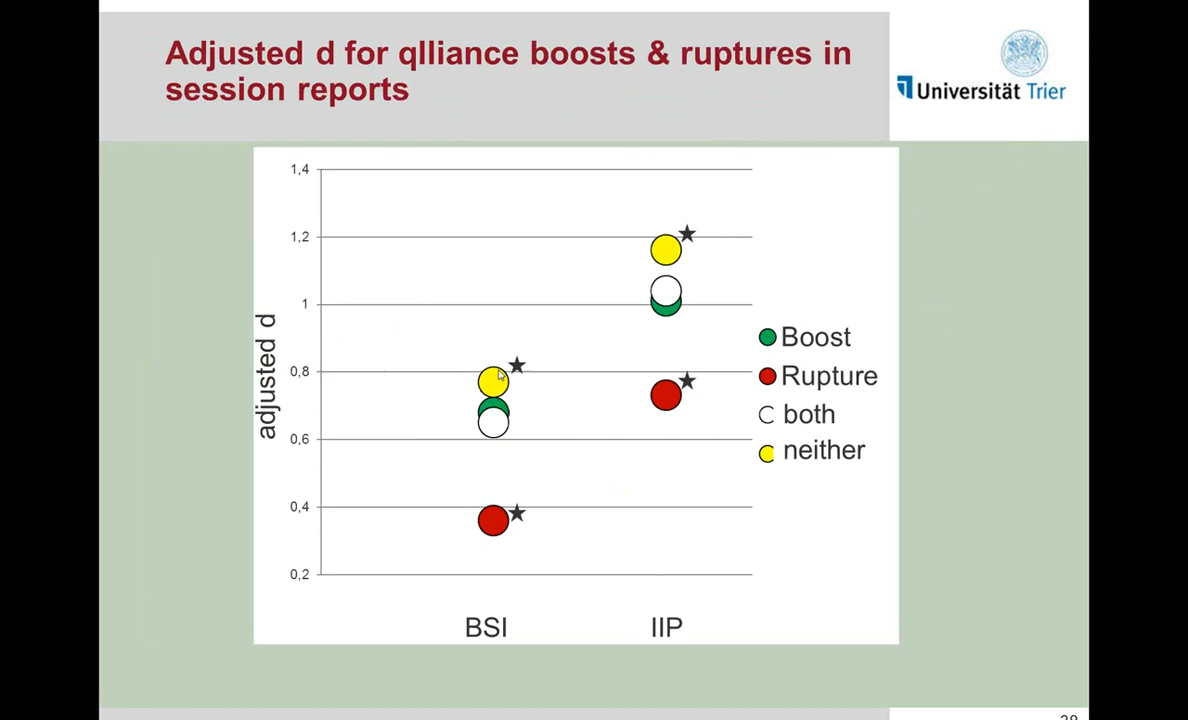 Adjusted d for qlliance boosts & ruptures in
session reports
Universität Trier
1,4
1,2
1
0,8
0,6
0,4
0,2
adjusted d
BSI
IIP
Boost
Rupture
both
neither